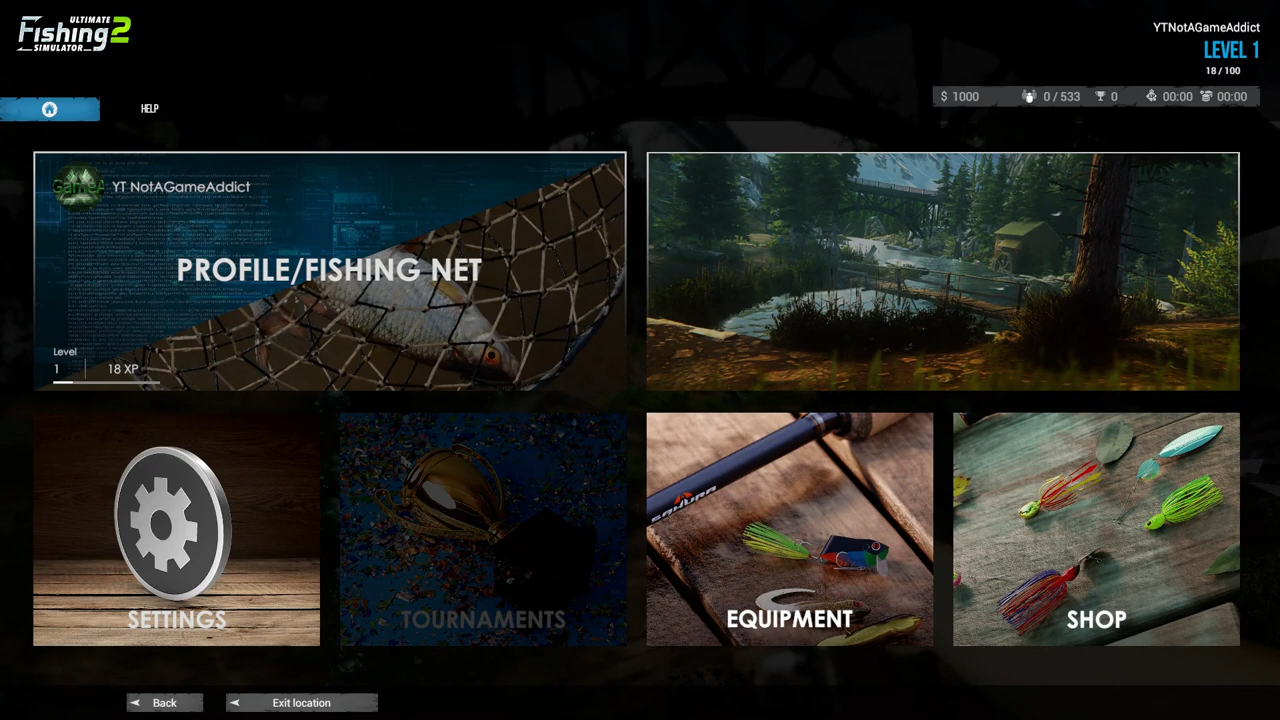 ULTIMATE
Fishing 2
SIMULATOR
YTNotAGameAddict
LEVEL 1
18 / 100
HELP
$ 1000
0 / 533
0
00:00
00:00
YT NotAGameAddict
PROFILE/FISHING NET
Level
1
18 XP
SAKURA
SETTINGS
TOURNAMENTS
EQUIPMENT
SHOP
Back
Exit location